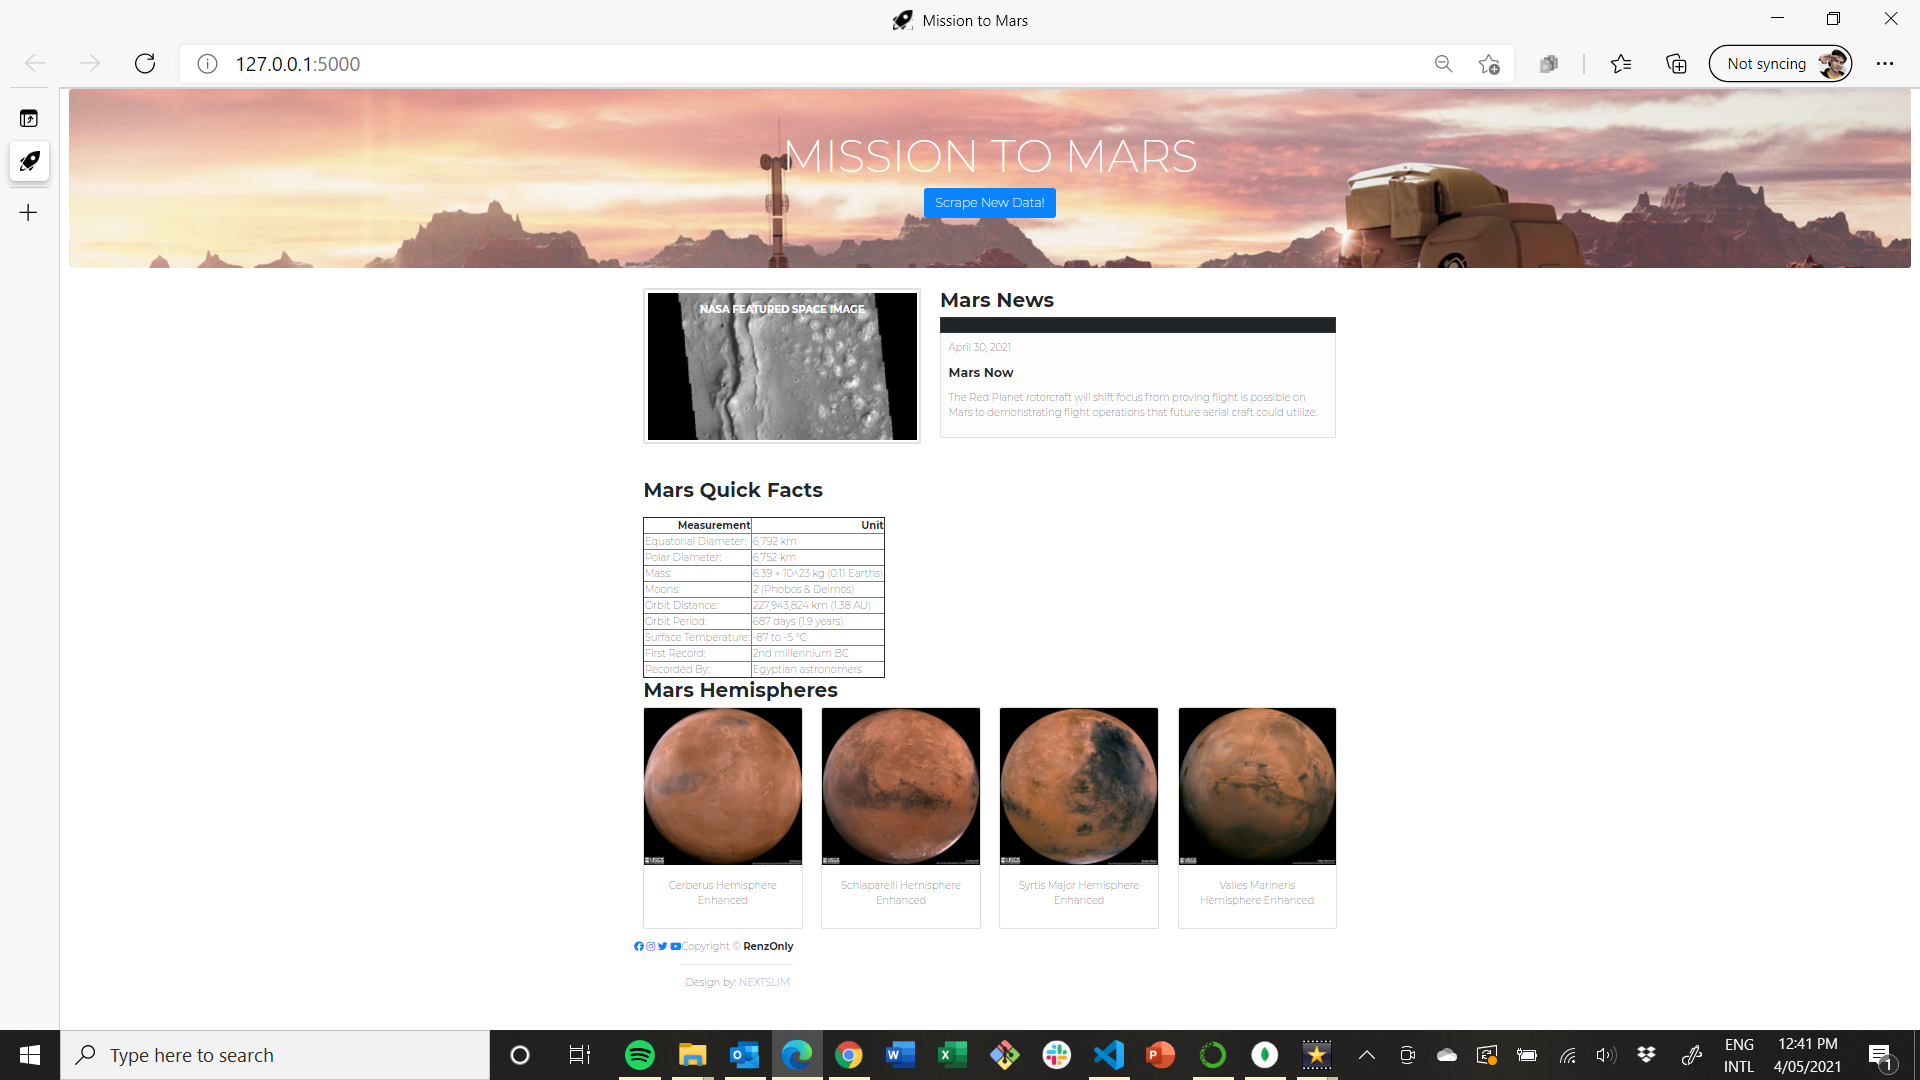 Mission to Mars
127.0.0.1:5000
Not syncing
MISSION TO MARS
Scrape New Data!
NASA FEATURED SPACE IMAGE
Mars News
April 30, 2021
Mars Now
The Red Planet rotorcraft will shift focus from proving flight is possible on
Mars to demonstrating flight operations that future aerial craft could utilize.
Mars Quick Facts
Measurement Unit
Equatorial Diameter: 6,792 km
Polar Diameter: 6,752 km
Mass: 6.39 × 10^23 kg (0.11 Earths)
Moons: 2 (Phobos & Deimos)
Orbit Distance: 227,943,824 km (1.38 AU)
Orbit Period: 687 days (1.9 years)
Surface Temperature: -87 to -5 °C
First Record: 2nd millennium BC
Recorded By: Egyptian astronomers
Mars Hemispheres
USGS
USGS
USGS
USGS
Cerberus Hemisphere
Enhanced
Schiaparelli Hemisphere
Enhanced
Syrtis Major Hemisphere
Enhanced
Valles Marineris
Hemisphere Enhanced
Copyright © RenzOnly
Design by: NEXTSLIM
Type here to search
ENG
INTL
12:41 PM
4/05/2021
1